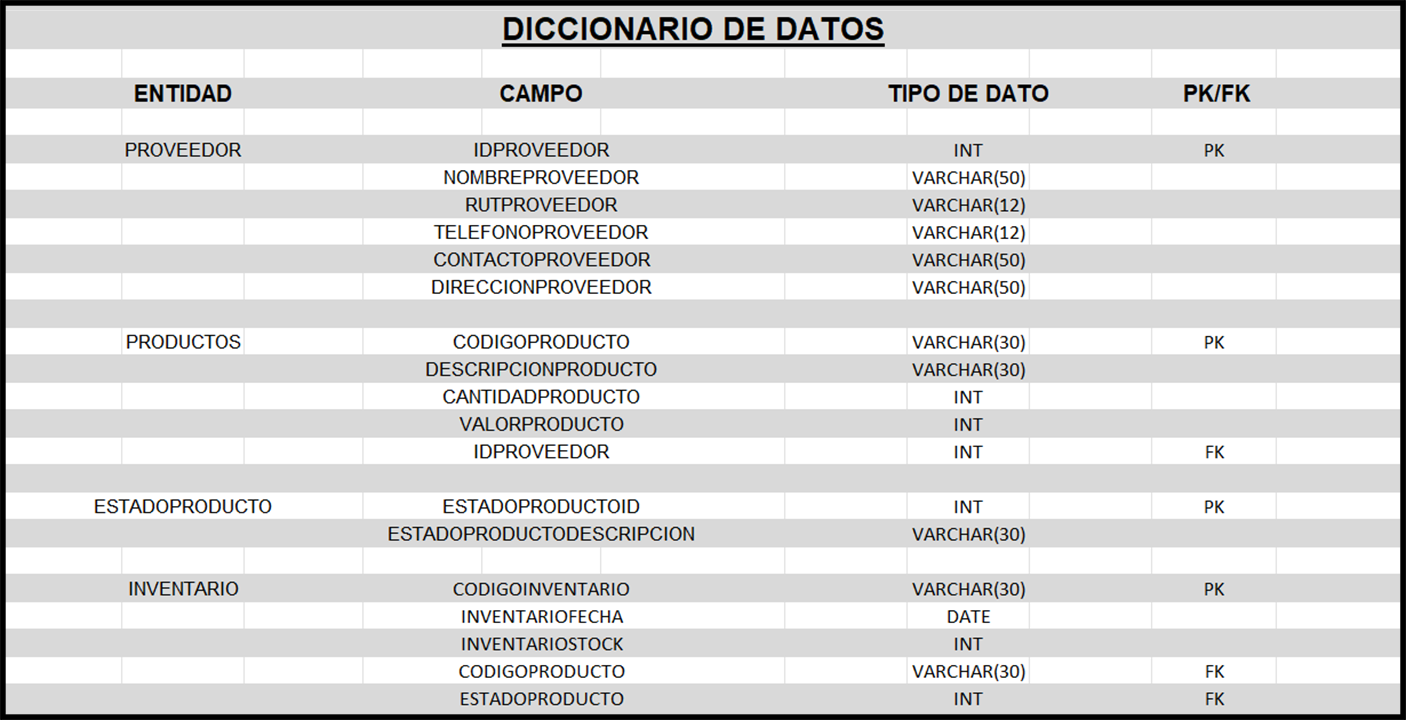 DICCIONARIO DE DATOS
ENTIDAD CAMPO TIPO DE DATO PK/FK
PROVEEDOR IDPROVEEDOR INT PK
NOMBREPROVEEDOR VARCHAR(50)
RUTPROVEEDOR VARCHAR(12)
TELEFONOPROVEEDOR VARCHAR(12)
CONTACTOPROVEEDOR VARCHAR(50)
DIRECCIONPROVEEDOR VARCHAR(50)
PRODUCTOS CODIGOPRODUCTO VARCHAR(30) PK
DESCRIPCIONPRODUCTO VARCHAR(30)
CANTIDADPRODUCTO INT
VALORPRODUCTO INT
IDPROVEEDOR INT FK
ESTADOPRODUCTO ESTADOPRODUCTOID INT PK
ESTADOPRODUCTODESCRIPCION VARCHAR(30)
INVENTARIO CODIGOINVENTARIO VARCHAR(30) PK
INVENTARIOFECHA DATE
INVENTARIOSTOCK INT
CODIGOPRODUCTO VARCHAR(30) FK
ESTADOPRODUCTO INT FK